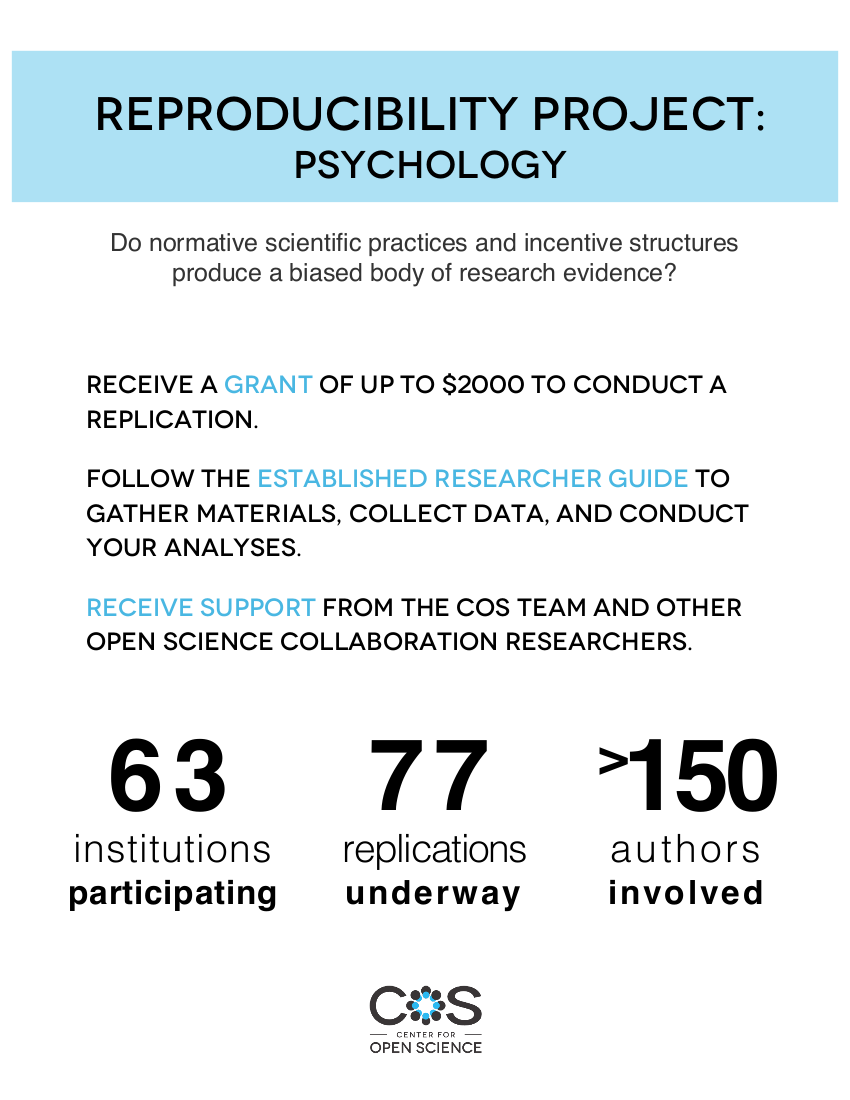 REPRODUCIBILITY PROJECT:
PSYCHOLOGY
Do normative scientific practices and incentive structures
produce a biased body of research evidence?
RECEIVE A GRANT OF UP TO $2000 TO CONDUCT A
REPLICATION.
FOLLOW THE ESTABLISHED RESEARCHER GUIDE TO
GATHER MATERIALS, COLLECT DATA, AND CONDUCT
YOUR ANALYSES.
RECEIVE SUPPORT FROM THE COS TEAM AND OTHER
OPEN SCIENCE COLLABORATION RESEARCHERS.
63 77 >150
institutions replications authors
participating underway involved
COS
CENTER FOR
OPEN SCIENCE